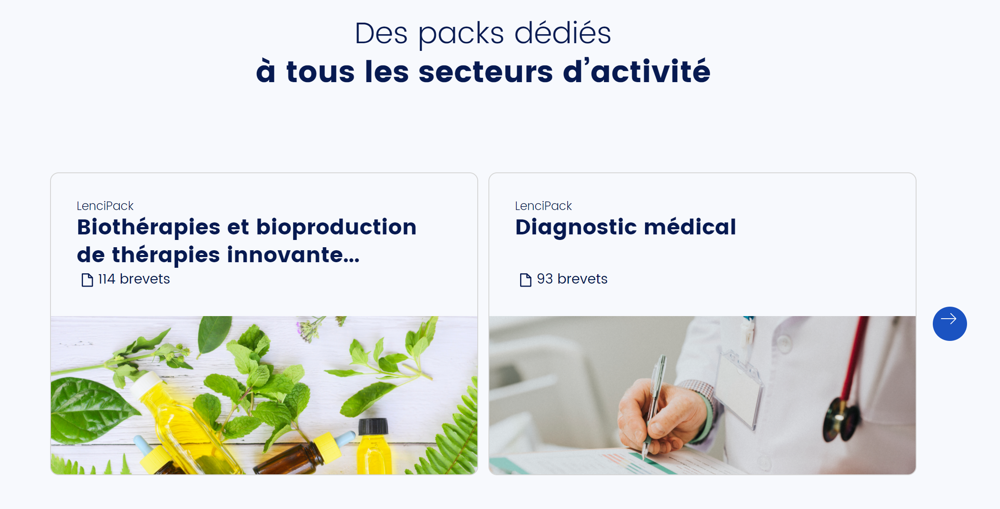 Des packs dédiés
à tous les secteurs d’activité
LenciPack
Biothérapies et bioproduction
de thérapies innovante...
114 brevets
LenciPack
Diagnostic médical
93 brevets